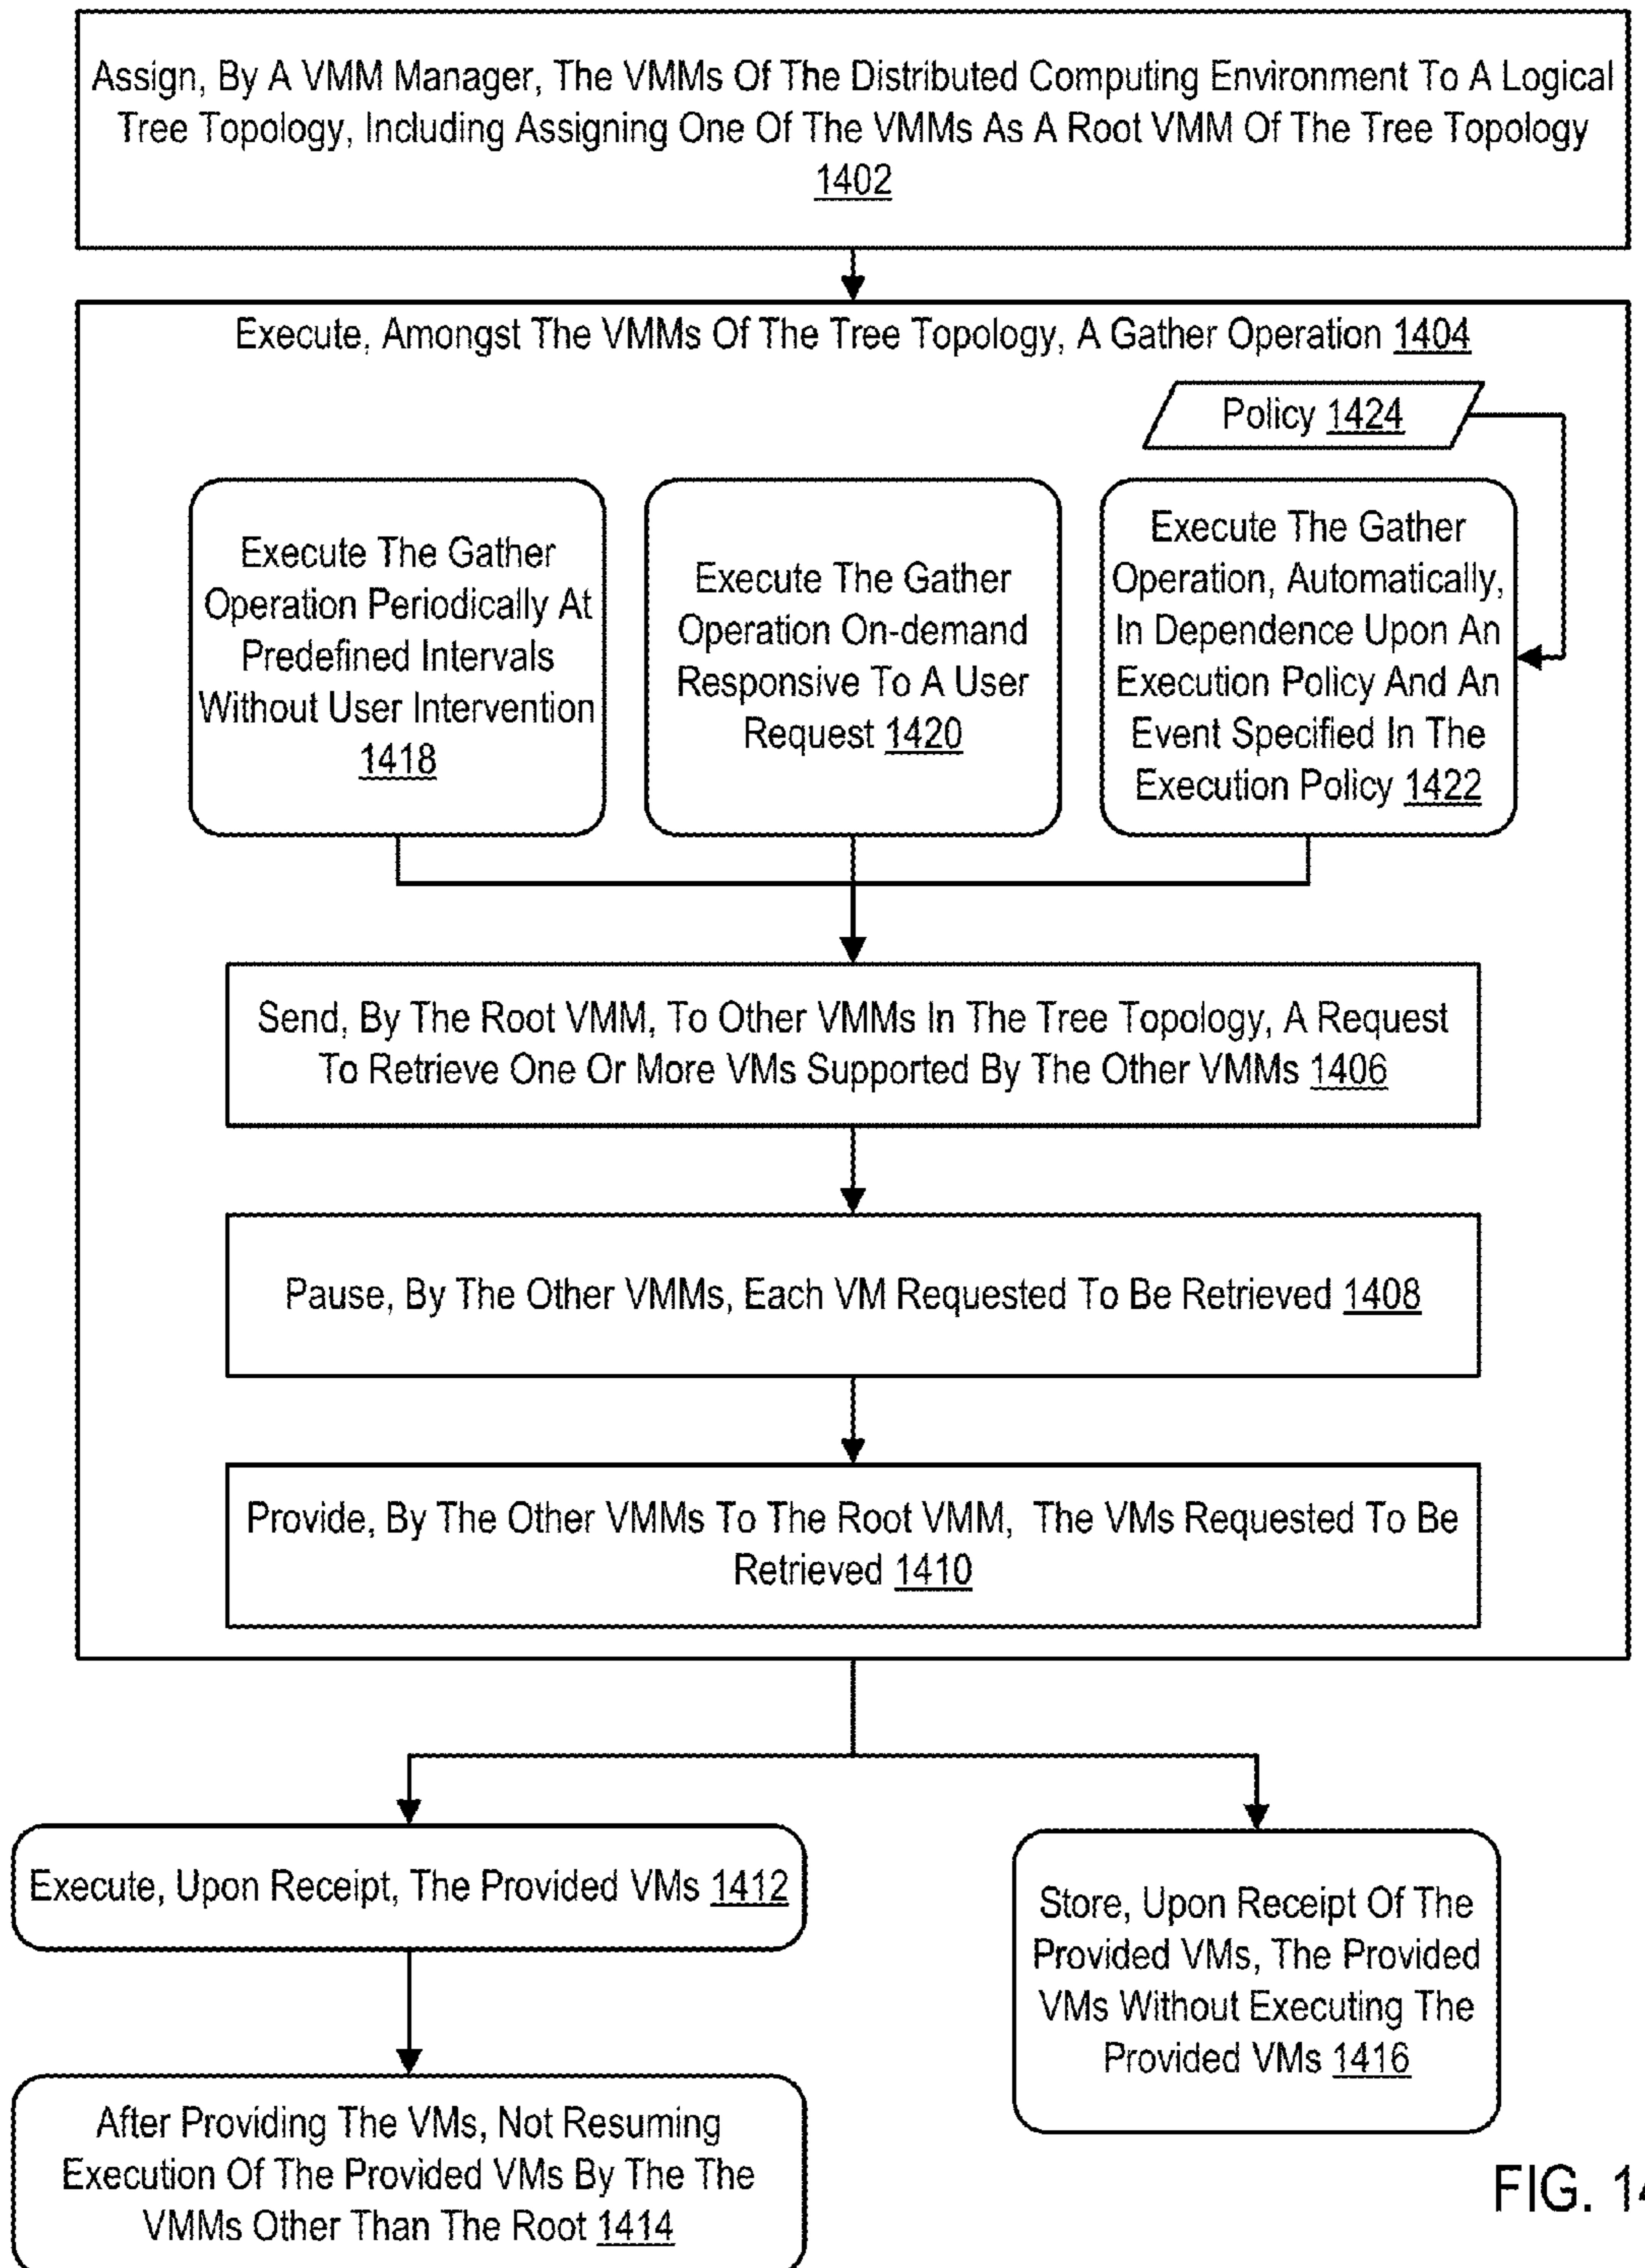 Assign, By A VMM Manager, The VMMs Of The Distributed Computing Environment To A Logical
Tree Topology, Including Assigning One Of The VMMs As A Root VMM Of The Tree Topology
1402
Execute, Amongst The VMMs Of The Tree Topology, A Gather Operation 1404
Policy 1424
Execute The Gather
Operation Periodically At
Predefined Intervals
Without User Intervention
1418
Execute The Gather
Operation On-demand
Responsive To A User
Request 1420
Execute The Gather
Operation, Automatically,
In Dependence Upon An
Execution Policy And An
Event Specified In The
Execution Policy 1422
Send, By The Root VMM, To Other VMMs In The Tree Topology, A Request
To Retrieve One Or More VMs Supported By The Other VMMs 1406
Pause, By The Other VMMs, Each VM Requested To Be Retrieved 1408
Provide, By The Other VMMs To The Root VMM, The VMs Requested To Be
Retrieved 1410
Execute, Upon Receipt, The Provided VMs 1412
After Providing The VMs, Not Resuming
Execution Of The Provided VMs By The The
VMMs Other Than The Root 1414
Store, Upon Receipt Of The
Provided VMs, The Provided
VMs Without Executing The
Provided VMs 1416
FIG. 14